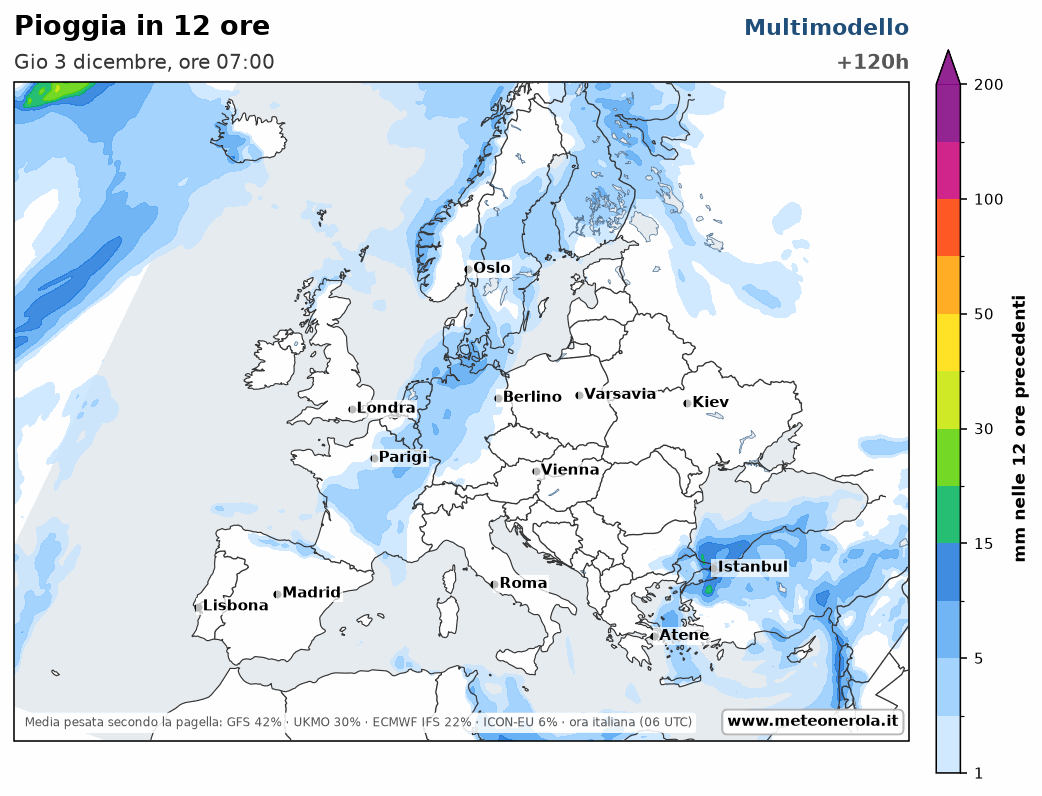 Pioggia in 12 ore
Multimodello
Gio 3 dicembre, ore 07:00
+120h
200
100
50
30
15
5
1
mm nelle 12 ore precedenti
Oslo
Berlino
Varsavia
Kiev
Londra
Parigi
Vienna
Istanbul
Roma
Madrid
Lisbona
Atene
Media pesata secondo la pagella: GFS 42% · UKMO 30% · ECMWF IFS 22% · ICON-EU 6% · ora italiana (06 UTC)
www.meteonerola.it